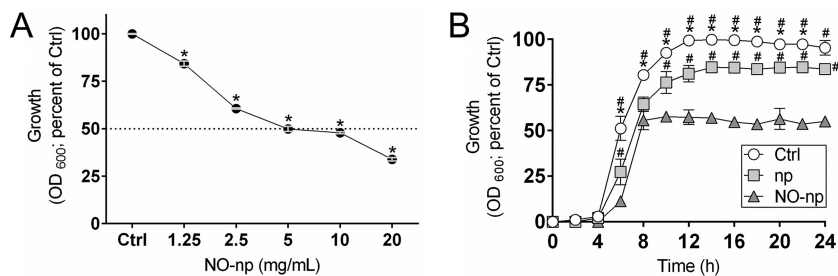 A
Growth
(OD 600; percent of Ctrl)
100
75
50
25
0
*
*
*
*
*
Ctrl 1.25 2.5 5 10 20
NO-np (mg/mL)
B
Growth
(OD 600; percent of Ctrl)
100
75
50
25
0
# # # # # # # # # #
* * * * * * * * * *
# # # # # # # # # #
Ctrl
np
NO-np
0 4 8 12 16 20 24
Time (h)